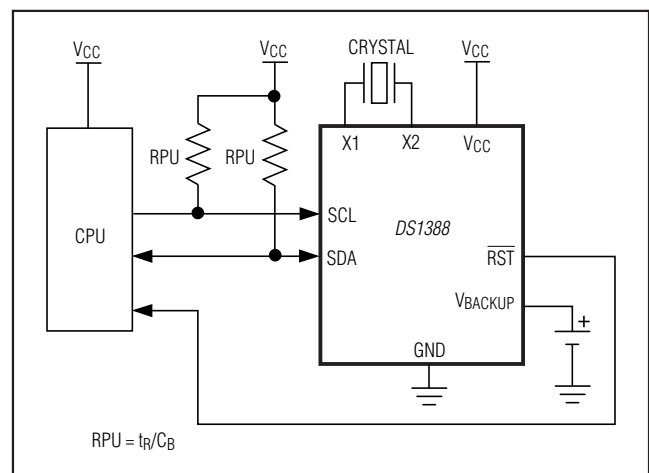 VCC
VCC
CRYSTAL
VCC
X1
X2
VCC
RPU
RPU
CPU
SCL
DS1388
SDA
RST
VBACKUP
+
GND
RPU = tR/CB